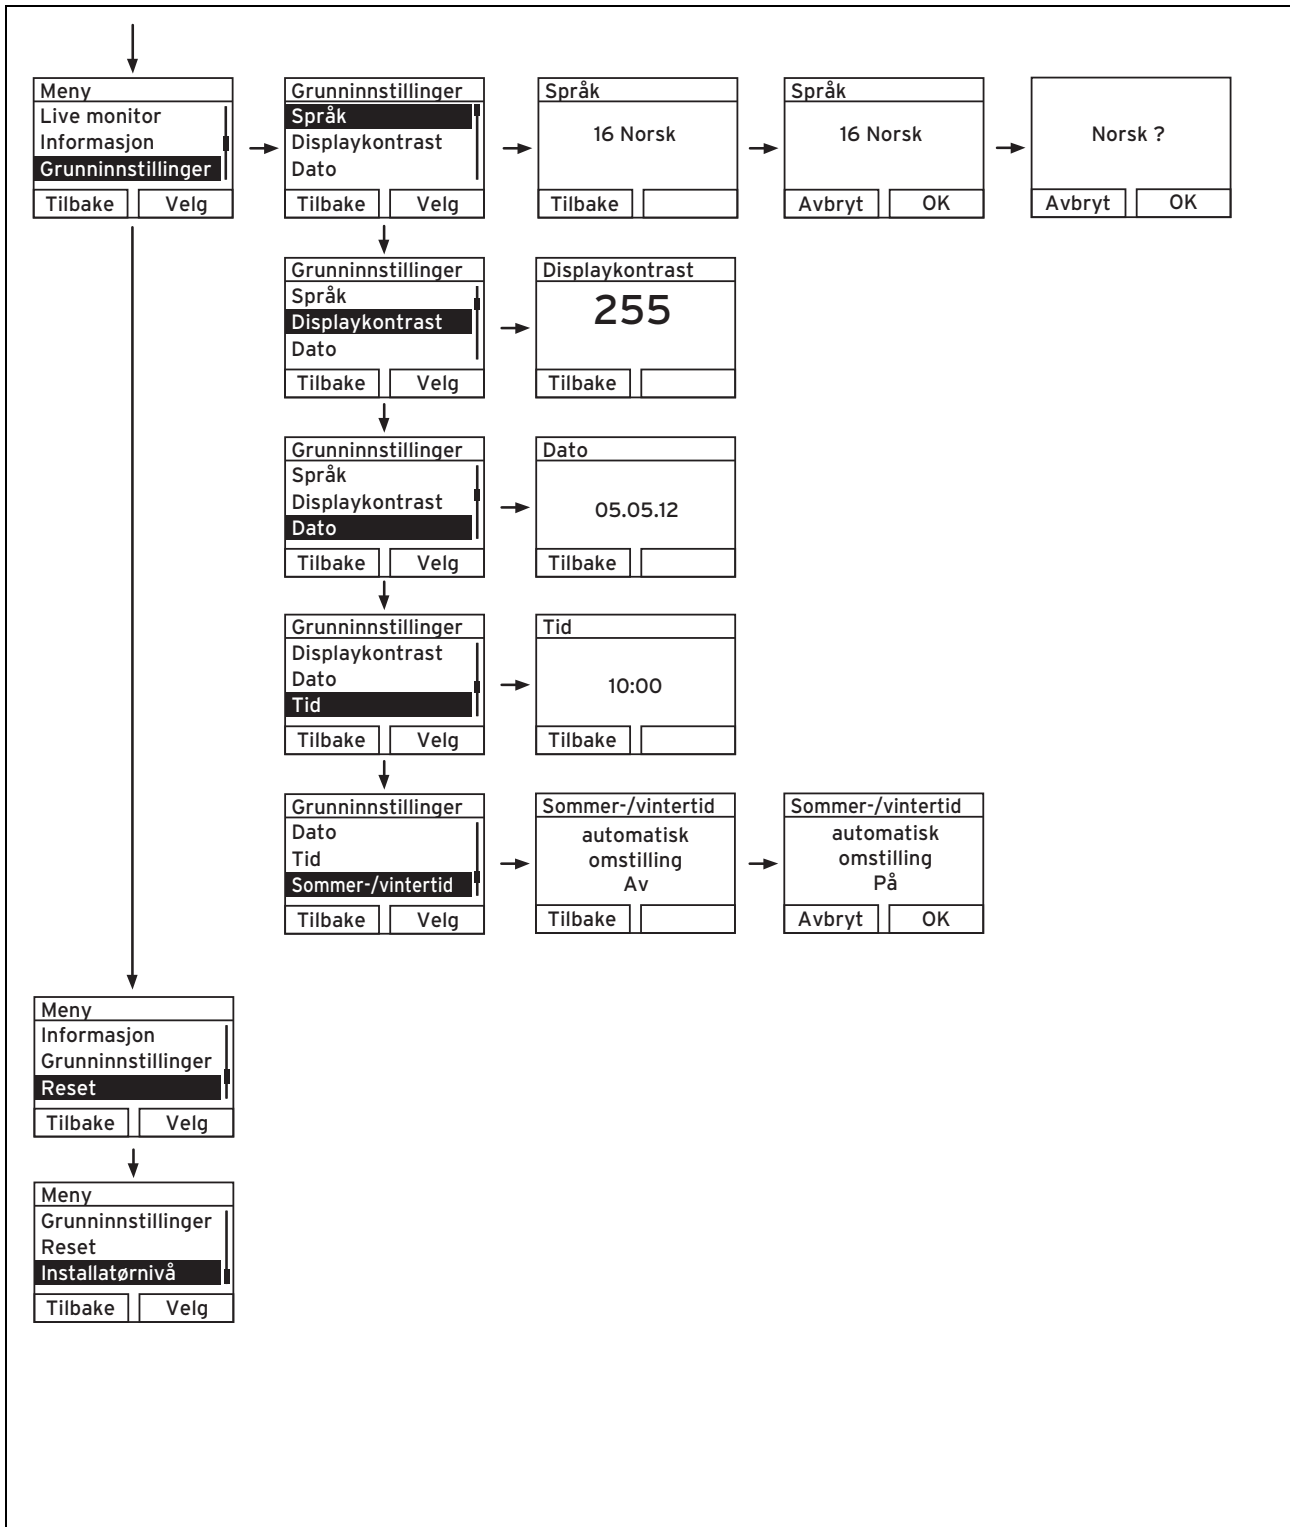 Meny
Live monitor
Informasjon
Grunninnstillinger
Tilbake Velg
Grunninnstillinger
Språk
Displaykontrast
Dato
Tilbake Velg
Språk
16 Norsk
Tilbake
Språk
16 Norsk
Avbryt OK
Norsk ?
Avbryt OK
Grunninnstillinger
Språk
Displaykontrast
Dato
Tilbake Velg
Displaykontrast
255
Tilbake
Grunninnstillinger
Språk
Displaykontrast
Dato
Tilbake Velg
Dato
05.05.12
Tilbake
Grunninnstillinger
Displaykontrast
Dato
Tid
Tilbake Velg
Tid
10:00
Tilbake
Grunninnstillinger
Dato
Tid
Sommer-/vintertid
Tilbake Velg
Sommer-/vintertid
automatisk
omstilling
Av
Tilbake
Sommer-/vintertid
automatisk
omstilling
På
Avbryt OK
Meny
Informasjon
Grunninnstillinger
Reset
Tilbake Velg
Meny
Grunninnstillinger
Reset
Installatørnivå
Tilbake Velg